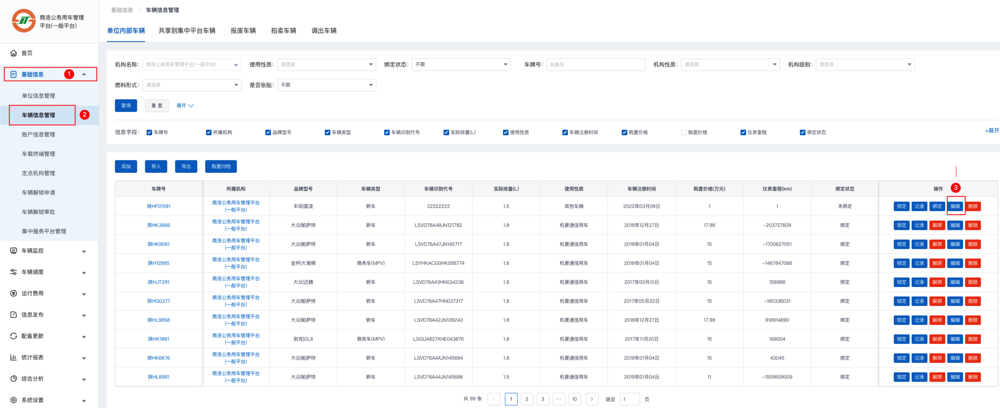 商洛公务用车管理
平台(一般平台)
首页
基础信息 1
单位信息管理
车辆信息管理 2
账户信息管理
车载终端管理
定点机构管理
车辆解锁申请
车辆解锁审批
集中服务平台管理
车辆监控
车辆调度
运行费用
信息发布
配备更新
统计报表
综合分析
系统设置
基础信息 / 车辆信息管理
单位内部车辆 共享到集中平台车辆 报废车辆 拍卖车辆 调出车辆
机构名称: 商洛公务用车管理平台(一般平台) 使用性质: 请选择 绑定状态: 不限 车牌号: 车牌号 机构性质: 请选择 机构级别: 请选择
燃料形式: 请选择 是否张贴: 不限
查询 重 置 展开
信息字段: 车牌号 所属机构 品牌型号 车辆类型 车辆识别代号 实际排量(L) 使用性质 车辆注册时间 购置价格 账面价格 仪表里程 绑定状态 +展开
添加 导入 导出 购置归档
车牌号 所属机构 品牌型号 车辆类型 车辆识别代号 实际排量(L) 使用性质 车辆注册时间 购置价格(万元) 仪表里程(km) 绑定状态 操作 3
陕HF01591 商洛公务用车管理平台
(一般平台) 丰田|雷凌 轿车 22222222 1.5 其他车辆 2022年03月09日 1 1 未绑定 锁定 记录 绑定 编辑 删除
陕HK3866 商洛公务用车管理平台
(一般平台) 大众|帕萨特 轿车 LSVD76A48JN121782 1.8 机要通信用车 2018年12月27日 17.98 -203727609 绑定 锁定 记录 解绑 编辑 删除
陕HK8061 商洛公务用车管理平台
(一般平台) 大众|帕萨特 轿车 LSVD76A47JN145717 1.8 机要通信用车 2019年01月04日 15 -1700627051 绑定 锁定 记录 解绑 编辑 删除
陕H12885 商洛公务用车管理平台
(一般平台) 金杯|大海狮 商务车(MPV) LSYHKACG0HK056774 1.8 机要通信用车 2018年01月04日 15 -1487847066 绑定 锁定 记录 解绑 编辑 删除
陕HJT291 商洛公务用车管理平台
(一般平台) 大众|迈腾 轿车 LSVD76A43HN034236 1.8 机要通信用车 2017年03月10日 15 156988 绑定 锁定 记录 解绑 编辑 删除
陕HG0377 商洛公务用车管理平台
(一般平台) 大众|帕萨特 轿车 LSVD76A47HN037317 1.8 机要通信用车 2017年05月22日 15 -180336031 绑定 锁定 记录 解绑 编辑 删除
陕HL9858 商洛公务用车管理平台
(一般平台) 大众|帕萨特 轿车 LSVD76A42JN139243 1.8 机要通信用车 2018年12月27日 17.98 918914690 绑定 锁定 记录 解绑 编辑 删除
陕HK1881 商洛公务用车管理平台
(一般平台) 别克|GL8 商务车(MPV) LSGUA827XHE043870 1.8 机要通信用车 2017年11月20日 15 168004 绑定 锁定 记录 解绑 编辑 删除
陕HK6676 商洛公务用车管理平台
(一般平台) 大众|帕萨特 轿车 LSVD76A4XJN145694 1.8 机要通信用车 2019年01月04日 15 43045 绑定 锁定 记录 解绑 编辑 删除
陕HL8991 商洛公务用车管理平台
(一般平台) 大众|帕萨特 轿车 LSVD76A44JN145688 1.5 机要通信用车 2019年01月04日 11 -1509509009 绑定 锁定 记录 解绑 编辑 删除
共 99 条 < 1 2 3 ••• 10 > 跳至 1 页